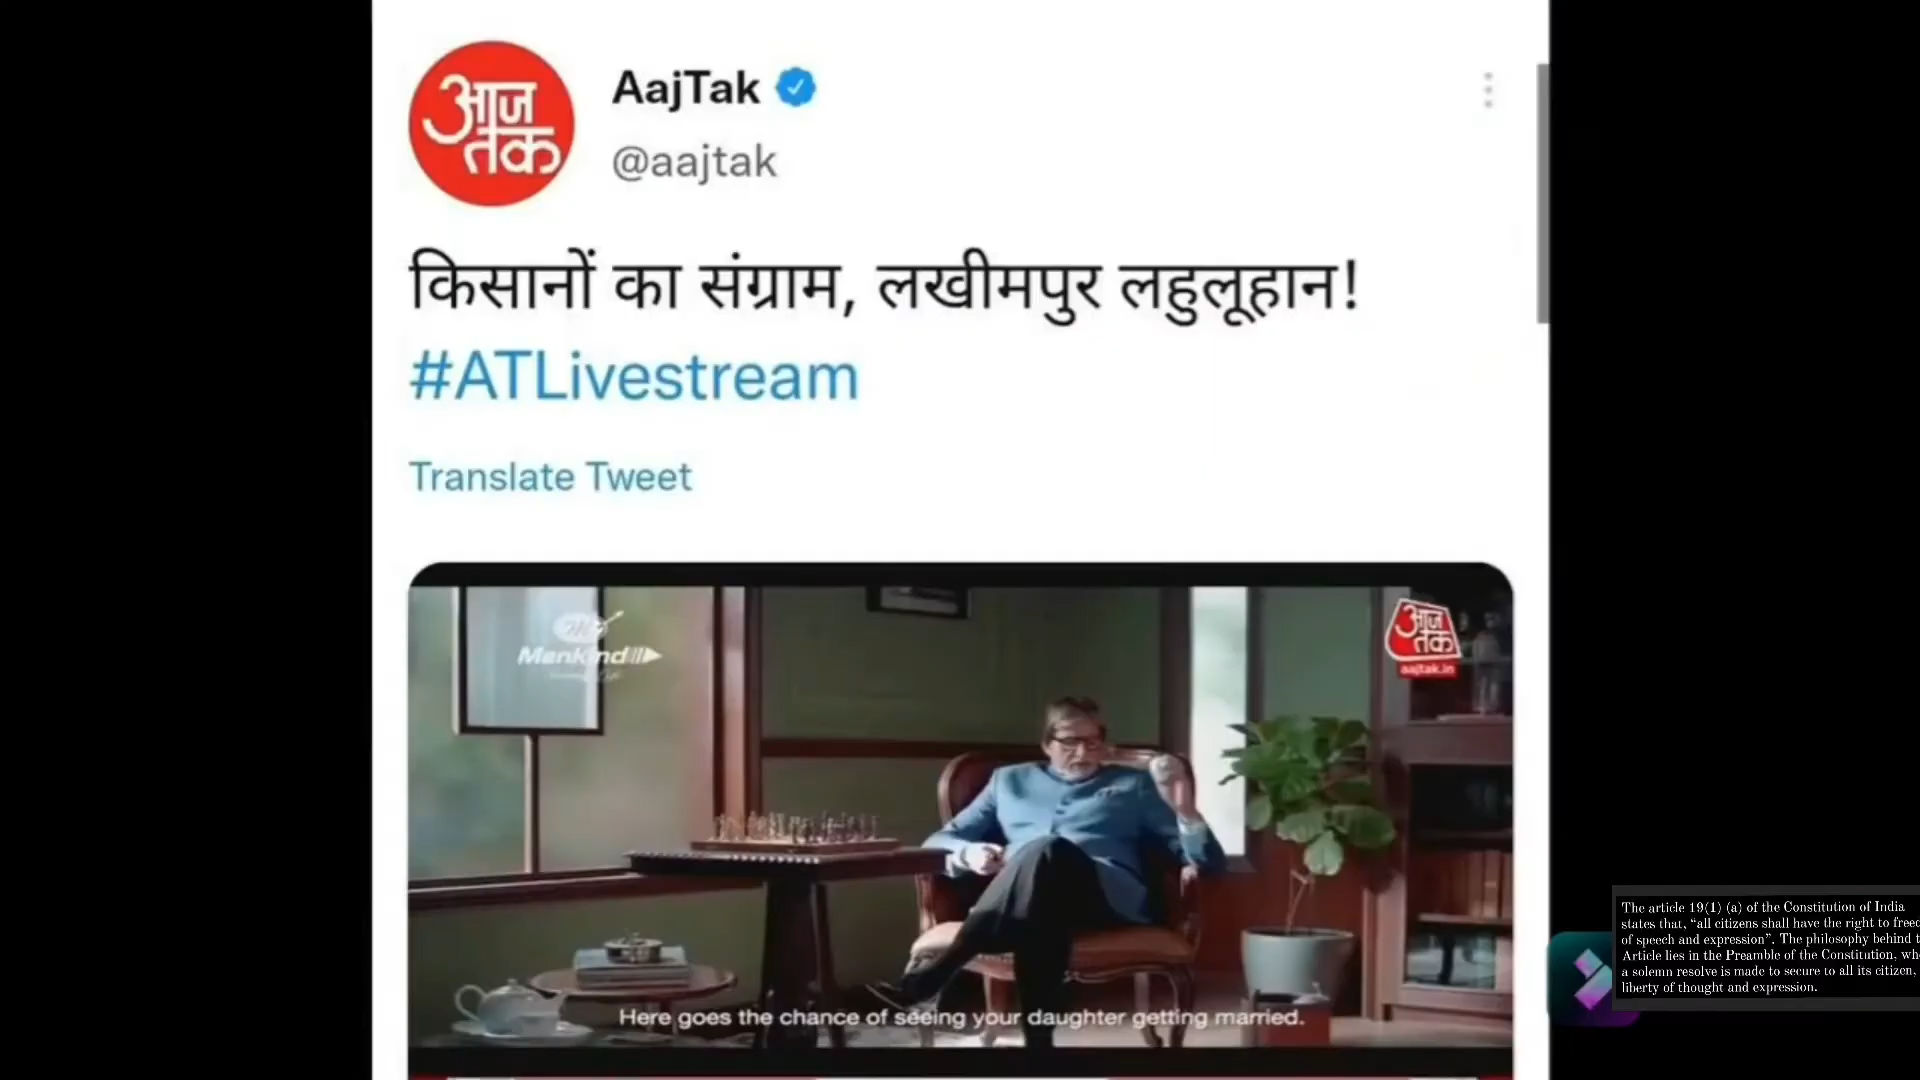 आज
तक
AajTak
@aajtak
किसानों का संग्राम, लखीमपुर लहुलूहान!
#ATLivestream
Translate Tweet
Mankind
आज
तक
aajtak.in
Here goes the chance of seeing your daughter getting married.
The article 19(1) (a) of the Constitution of India
states that, “all citizens shall have the right to freed
of speech and expression”. The philosophy behind t
Article lies in the Preamble of the Constitution, wh
a solemn resolve is made to secure to all its citizen,
liberty of thought and expression.